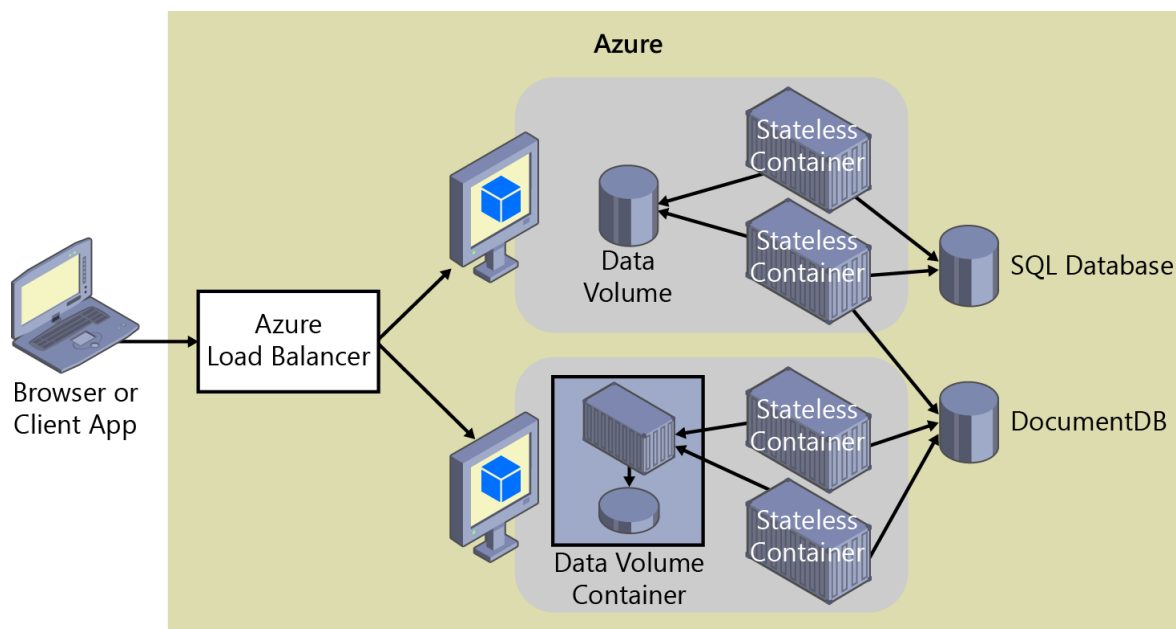 Azure
Stateless
Container
Data
Volume
Stateless
Container
SQL Database
Azure
Load Balancer
Browser or
Client App
Stateless
Container
DocumentDB
Stateless
Container
Data Volume
Container